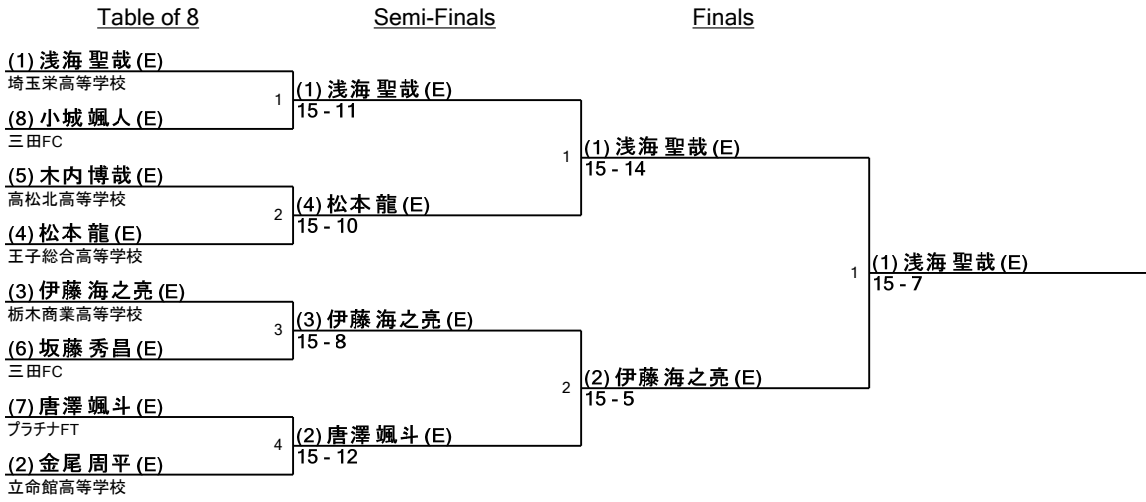 Table of 8
Semi-Finals
Finals
(1) 浅海 聖哉 (E)
埼玉栄高等学校
1
(8) 小城 颯人 (E)
三田FC
(1) 浅海 聖哉 (E)
15 - 11
(5) 木内 博哉 (E)
高松北高等学校
2
(4) 松本 龍 (E)
王子総合高等学校
(4) 松本 龍 (E)
15 - 10
1
(1) 浅海 聖哉 (E)
15 - 14
(3) 伊藤 海之亮 (E)
栃木商業高等学校
3
(6) 坂藤 秀昌 (E)
三田FC
(3) 伊藤 海之亮 (E)
15 - 8
(7) 唐澤 颯斗 (E)
プラチナFT
4
(2) 金尾 周平 (E)
立命館高等学校
(2) 唐澤 颯斗 (E)
15 - 12
2
(2) 伊藤 海之亮 (E)
15 - 5
1
(1) 浅海 聖哉 (E)
15 - 7